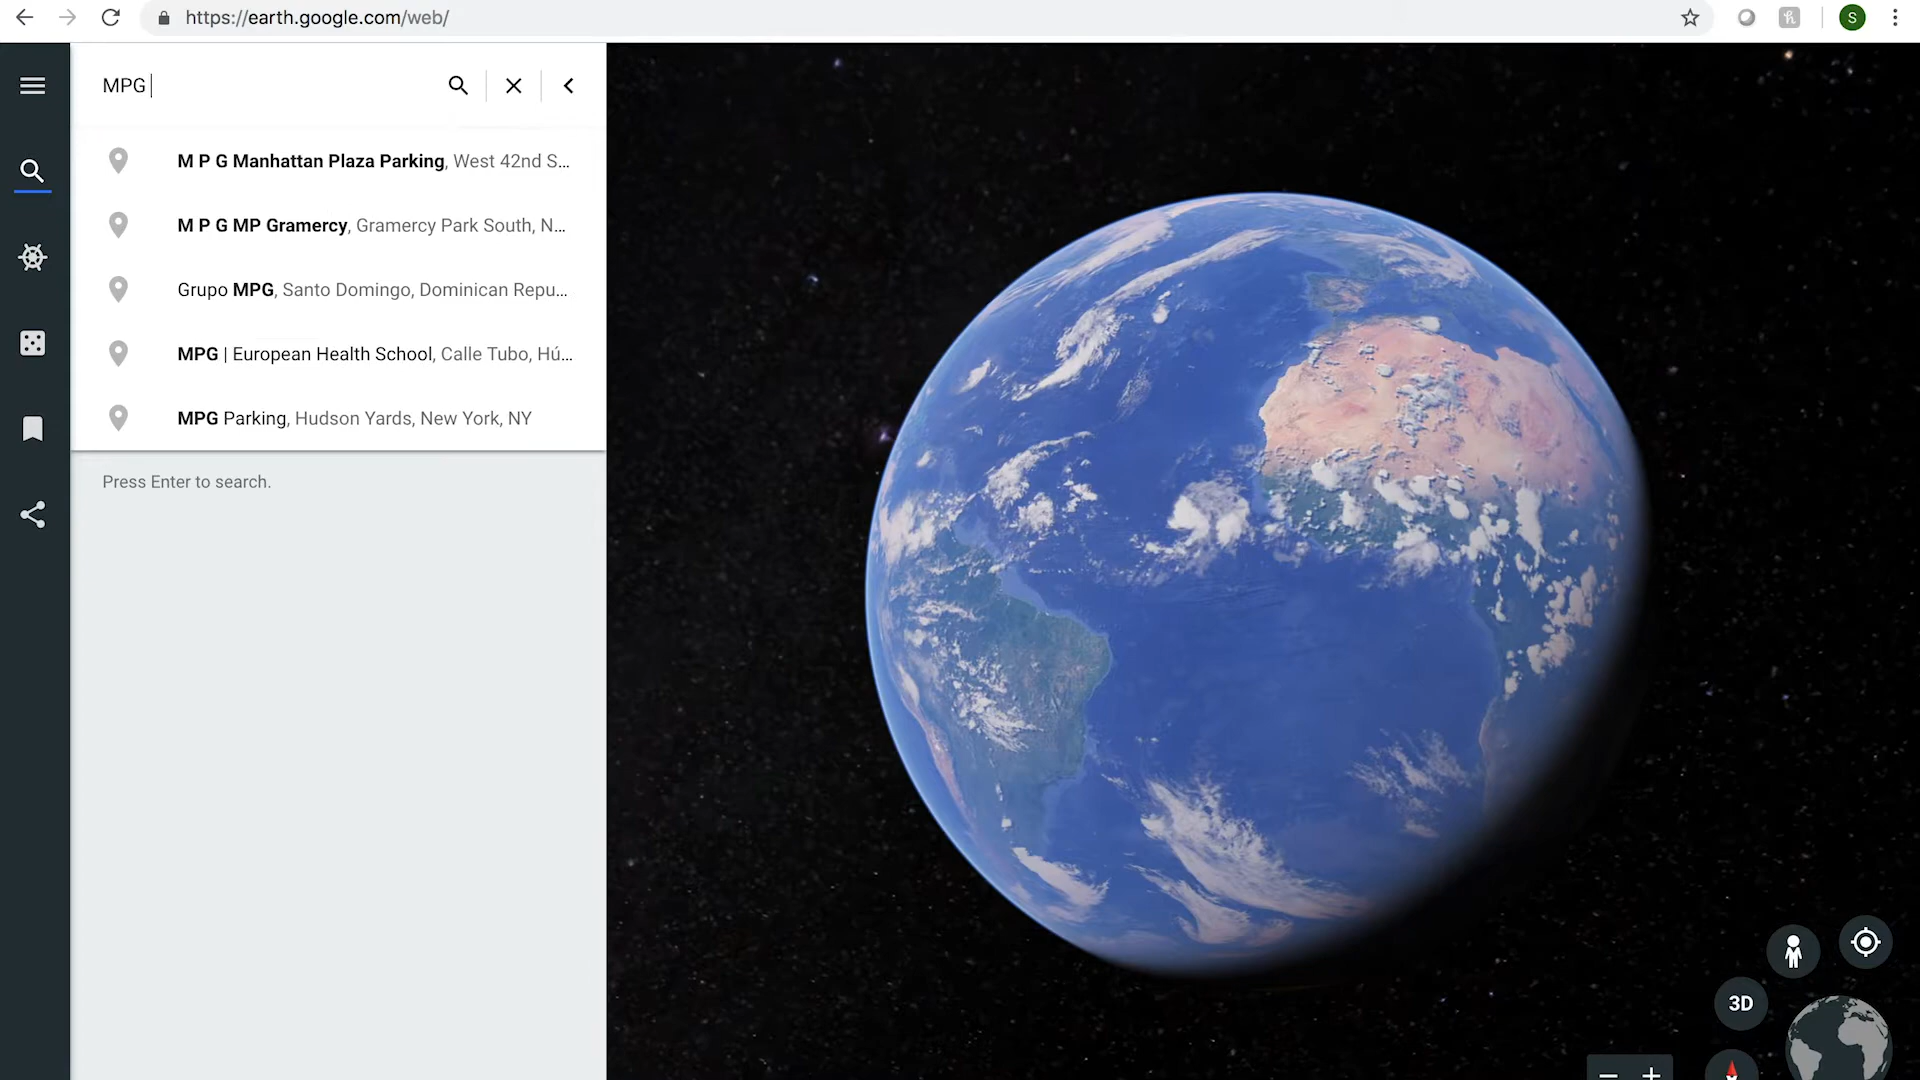 https://earth.google.com/web/
S
MPG
M P G Manhattan Plaza Parking, West 42nd S...
M P G MP Gramercy, Gramercy Park South, N...
Grupo MPG, Santo Domingo, Dominican Repu...
MPG | European Health School, Calle Tubo, Hú...
MPG Parking, Hudson Yards, New York, NY
Press Enter to search.
3D